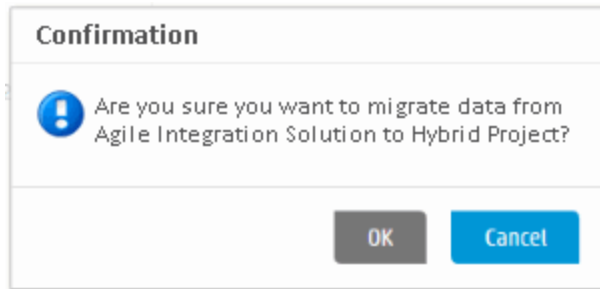 Confirmation
Are you sure you want to migrate data from
Agile Integration Solution to Hybrid Project?
OK
Cancel